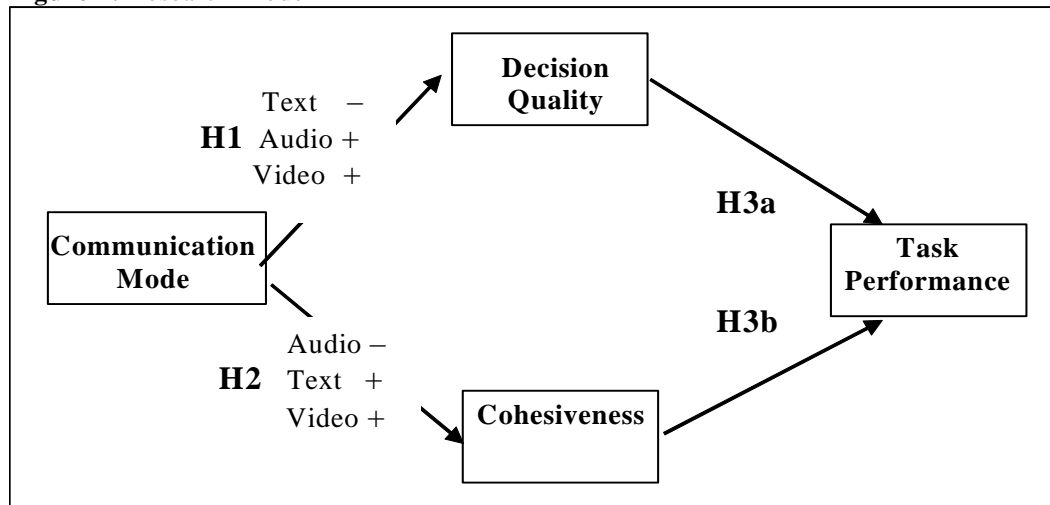 Decision
Quality
Text –
H1 Audio +
Video +
H3a
Communication
Mode
Task
Performance
H3b
Audio –
H2 Text +
Video +
Cohesiveness